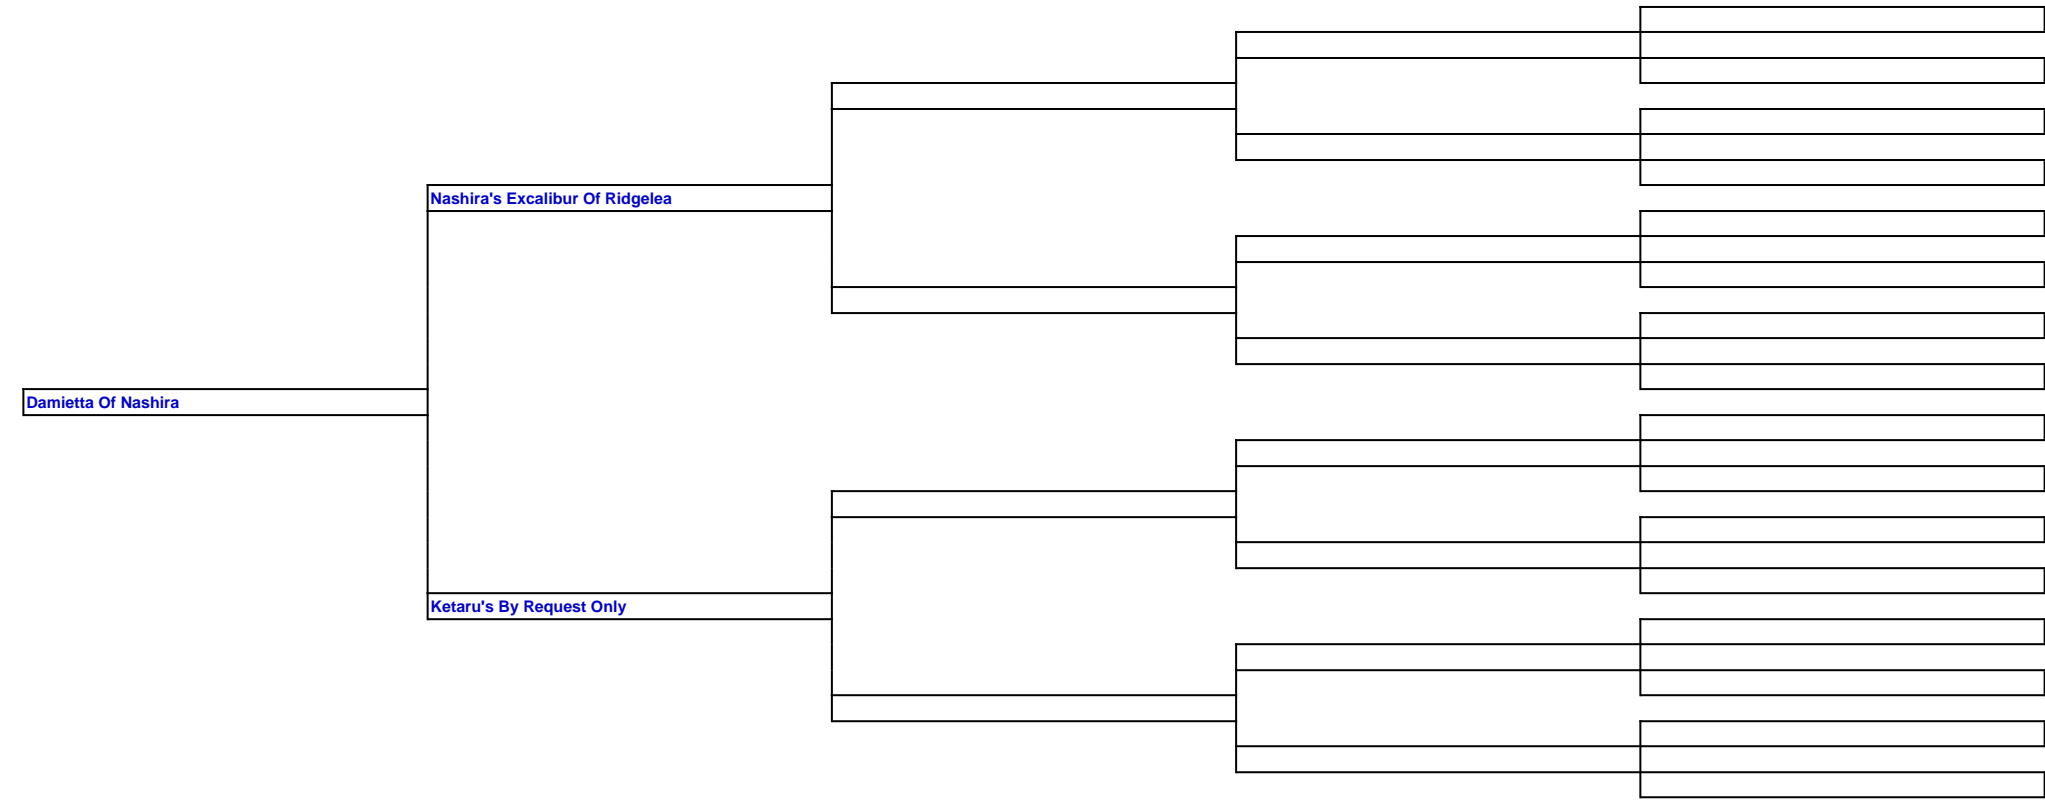 Nashira's Excalibur Of Ridgelea
Damietta Of Nashira
Ketaru's By Request Only